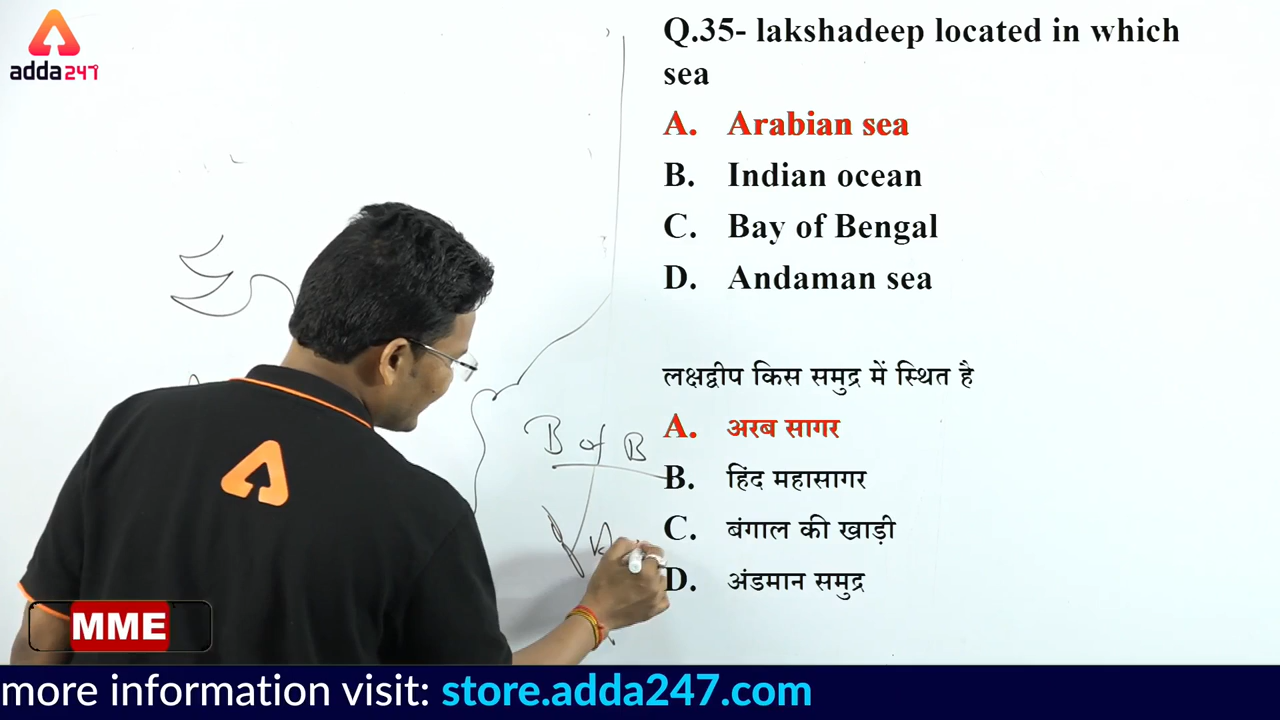 adda247
Q.35- lakshadeep located in which
sea
A. Arabian sea
B. Indian ocean
C. Bay of Bengal
D. Andaman sea
लक्षद्वीप किस समुद्र में स्थित है
A. अरब सागर
B. हिंद महासागर
C. बंगाल की खाड़ी
D. अंडमान समुद्र
B of B
MME
more information visit: store.adda247.com